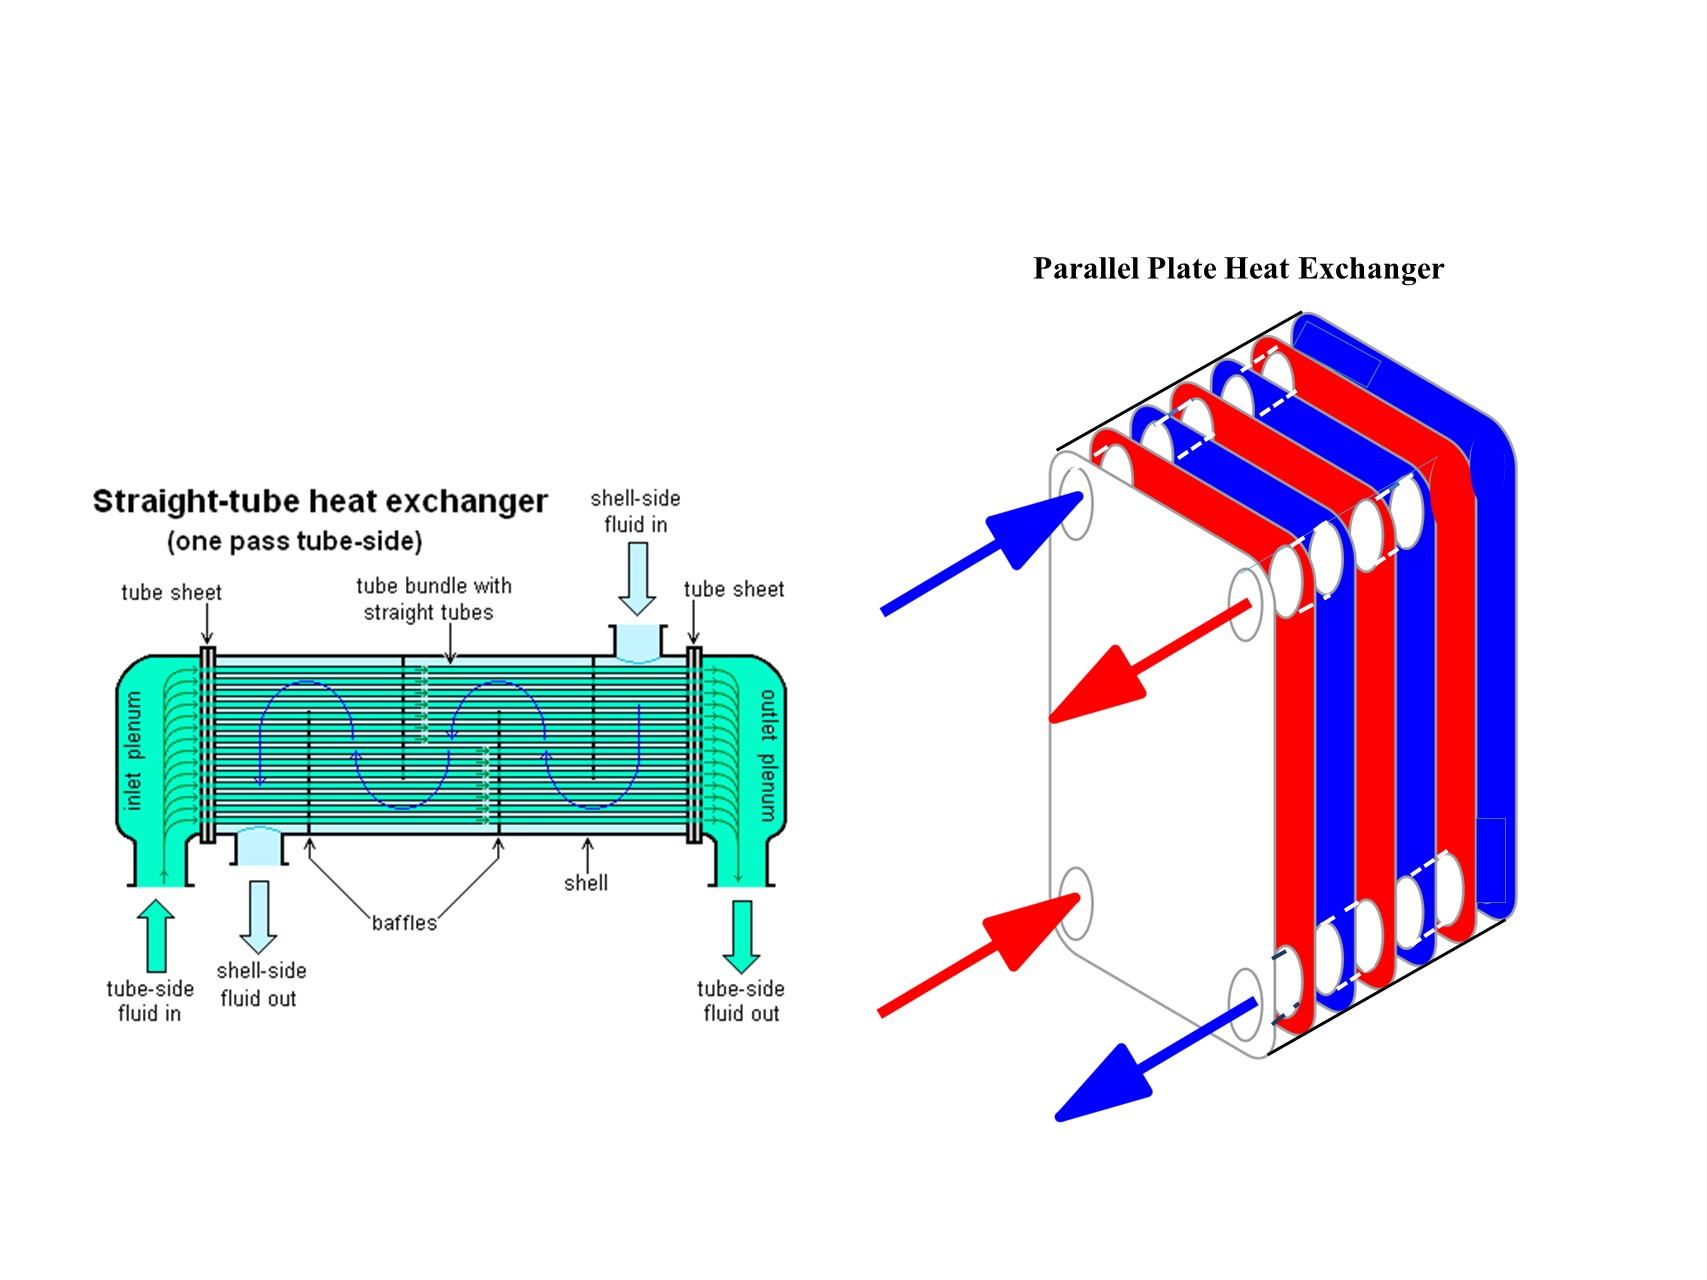 Parallel Plate Heat Exchanger
Straight-tube heat exchanger
(one pass tube-side)
shell-side
fluid in
tube sheet
tube bundle with
straight tubes
tube sheet
inlet plenum
outlet plenum
shell
baffles
tube-side
fluid in
shell-side
fluid out
tube-side
fluid out